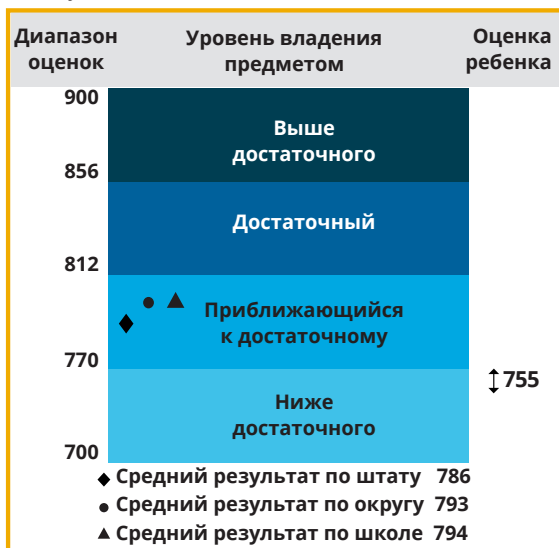 Диапазон оценок
Уровень владения предметом
Оценка ребенка
900
Выше
достаточного
856
Достаточный
812
Приближающийся
к достаточному
770
755
Ниже
достаточного
700
Средний результат по штату 786
Средний результат по округу 793
Средний результат по школе 794